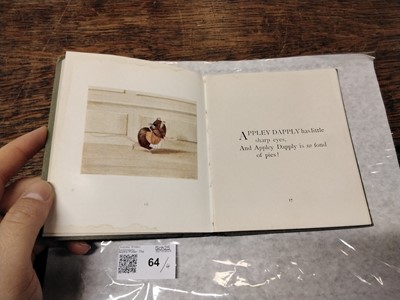 APPLEY DAPPLY has little
sharp eyes,
And Appley Dapply is so fond
of pies!
64